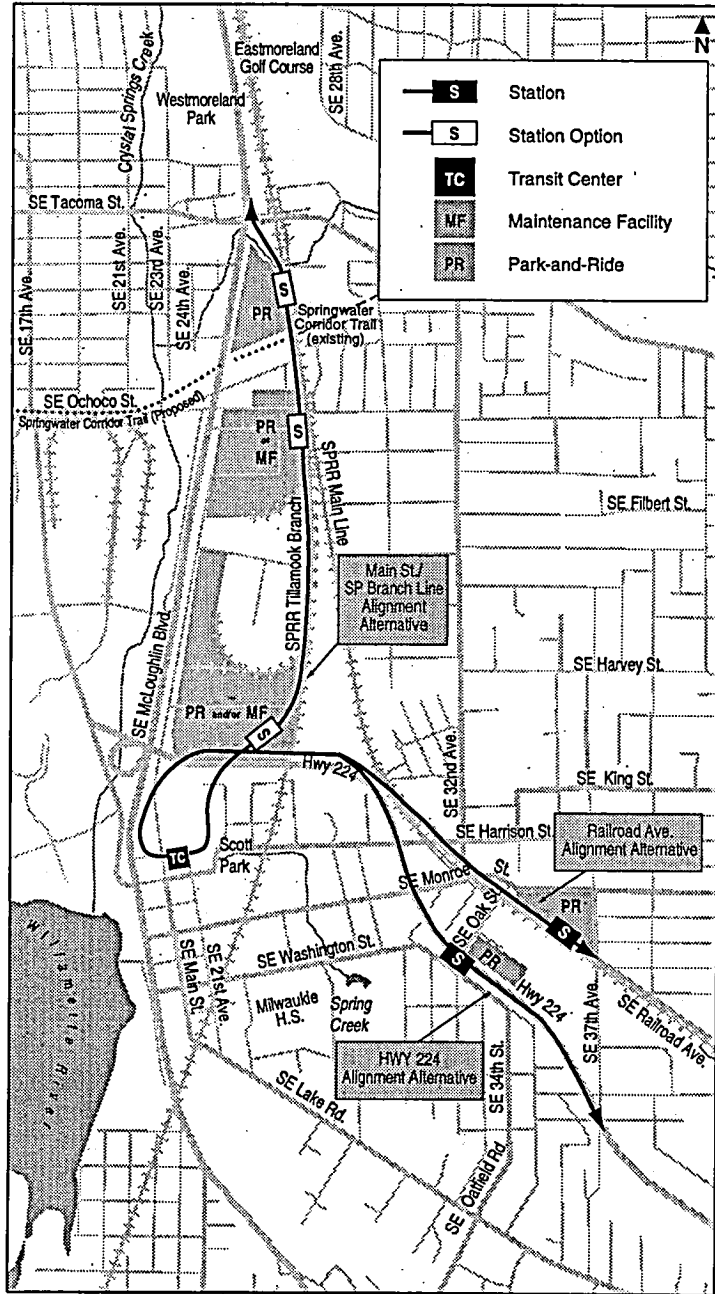 N
Eastmoreland
Golf Course
SE 28th Ave.
Crystal Springs Creek
Westmoreland
Park
S Station
S Station Option
TC Transit Center
MF Maintenance Facility
PR Park-and-Ride
SE Tacoma St.
SE 17th Ave.
SE 21st Ave.
SE 23rd Ave.
SE 24th Ave.
PR
S
Springwater
Corridor Trail
(existing)
SE Ochoco St.
Springwater Corridor Trail (Proposed)
PR
or
MF
S
SPRR Main Line
SE Filbert St.
SPRR Tillamook Branch
Main St./
SP Branch Line
Alignment
Alternative
SE McLoughlin Blvd.
SE Harvey St.
PR and/or MF
S
Hwy 224
SE 32nd Ave.
SE King St.
TC
Scott
Park
SE Harrison St.
Railroad Ave.
Alignment Alternative
SE Monroe St.
SE Oak St.
PR
S
Willamette River
SE Washington St.
S
PR
Hwy 224
SE Main St.
SE 21st Ave.
Milwaukie
H.S.
Spring
Creek
SE 37th Ave.
SE Railroad Ave.
HWY 224
Alignment Alternative
SE 34th St.
SE Lake Rd.
SE Oatfield Rd.